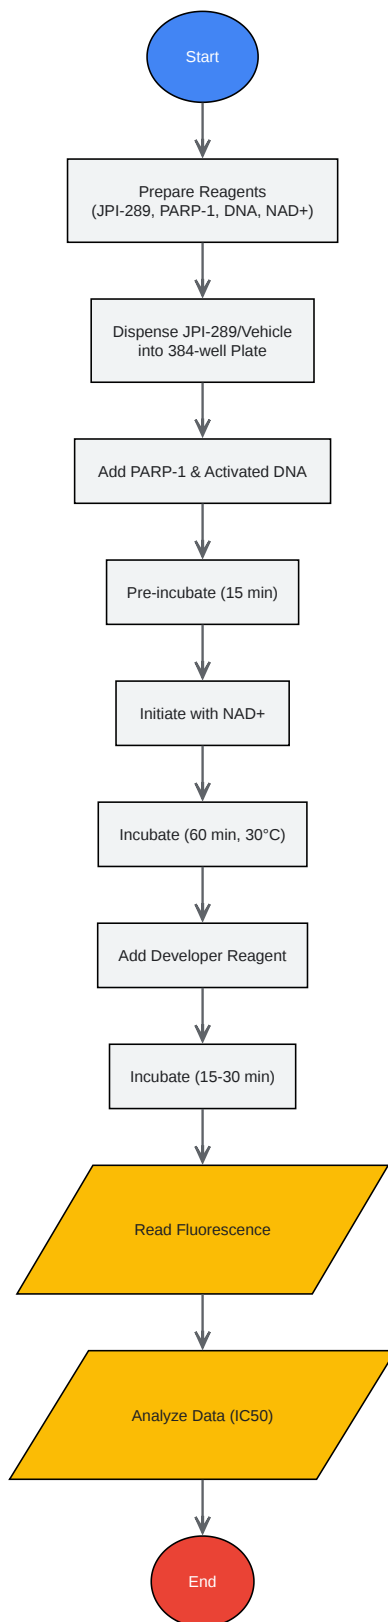 Start
Prepare Reagents
(JPI-289, PARP-1, DNA, NAD+)
Dispense JPI-289/Vehicle
into 384-well Plate
Add PARP-1 & Activated DNA
Pre-incubate (15 min)
Initiate with NAD+
Incubate (60 min, 30°C)
Add Developer Reagent
Incubate (15-30 min)
Read Fluorescence
Analyze Data (IC50)
End